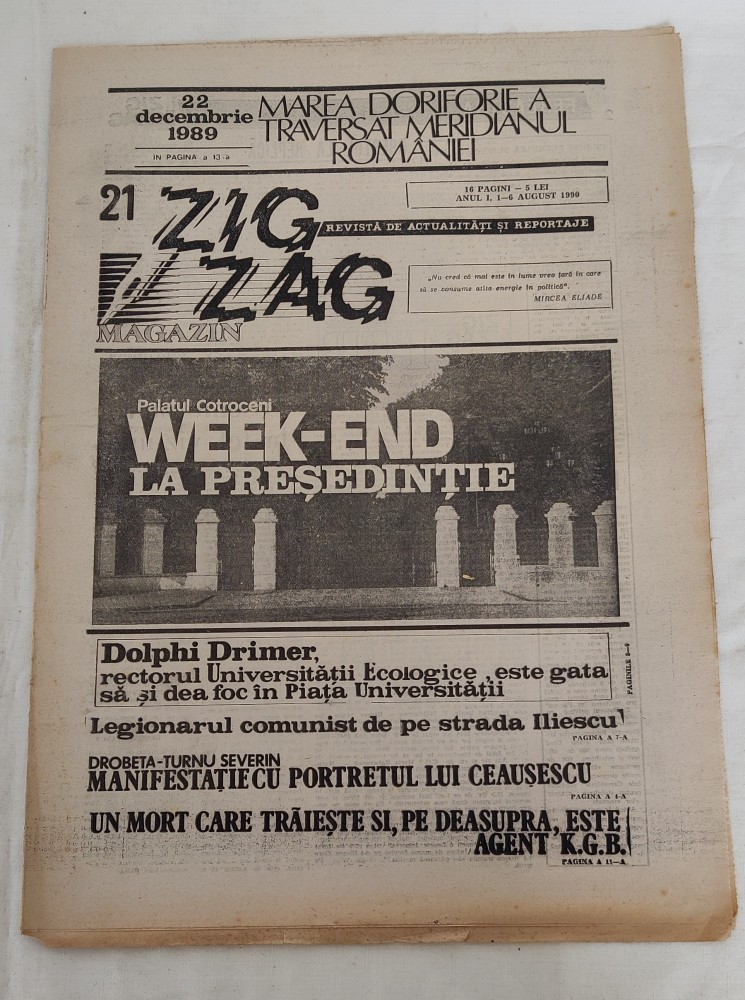 22
decembrie
1989
IN PAGINA a 13-a
MAREA DORIFORIE A
TRAVERSAT MERIDIANUL
ROMÂNIEI
21
ZIG
ZAG
MAGAZIN
16 PAGINI — 5 LEI
ANUL I, 1—6 AUGUST 1990
REVISTĂ DE ACTUALITĂȚI ȘI REPORTAJE
„Nu cred că mai este în lume vreo țară în care
să se consume atîta energie în politică".
MIRCEA ELIADE
Palatul Cotroceni
WEEK-END
LA PREȘEDINȚIE
Dolphi Drimer,
rectorul Universității Ecologice, este gata
să-și dea foc în Piața Universității
PAGINILE 8—9
Legionarul comunist de pe strada Iliescu
PAGINA A 7-A
DROBETA-TURNU SEVERIN
MANIFESTAȚIE CU PORTRETUL LUI CEAUȘESCU
PAGINA A 4-A
UN MORT CARE TRĂIEȘTE SI, PE DEASUPRA, ESTE
AGENT K.G.B.
PAGINA A 11—A